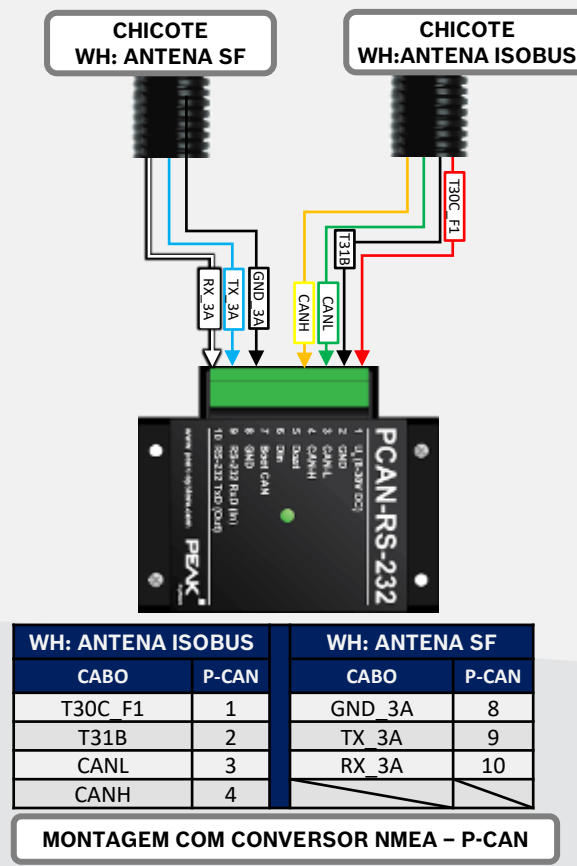 CHICOTE
WH: ANTENA SF
CHICOTE
WH:ANTENA ISOBUS
RX_3A
TX_3A
GND_3A
CANH
CANL
T31B
T30C_F1
PCAN-RS-232
1 U_b (8-30V DC)
2 GND
3 CAN-L
4 CAN-H
5 Dout
6 Din
7 Boot CAN
8 GND
9 RS-232 RxD (In)
10 RS-232 TxD (Out)
www.peak-system.com
PEAK
WH: ANTENA ISOBUS
CABO P-CAN
T30C_F1 1
T31B 2
CANL 3
CANH 4
WH: ANTENA SF
CABO P-CAN
GND_3A 8
TX_3A 9
RX_3A 10
MONTAGEM COM CONVERSOR NMEA – P-CAN